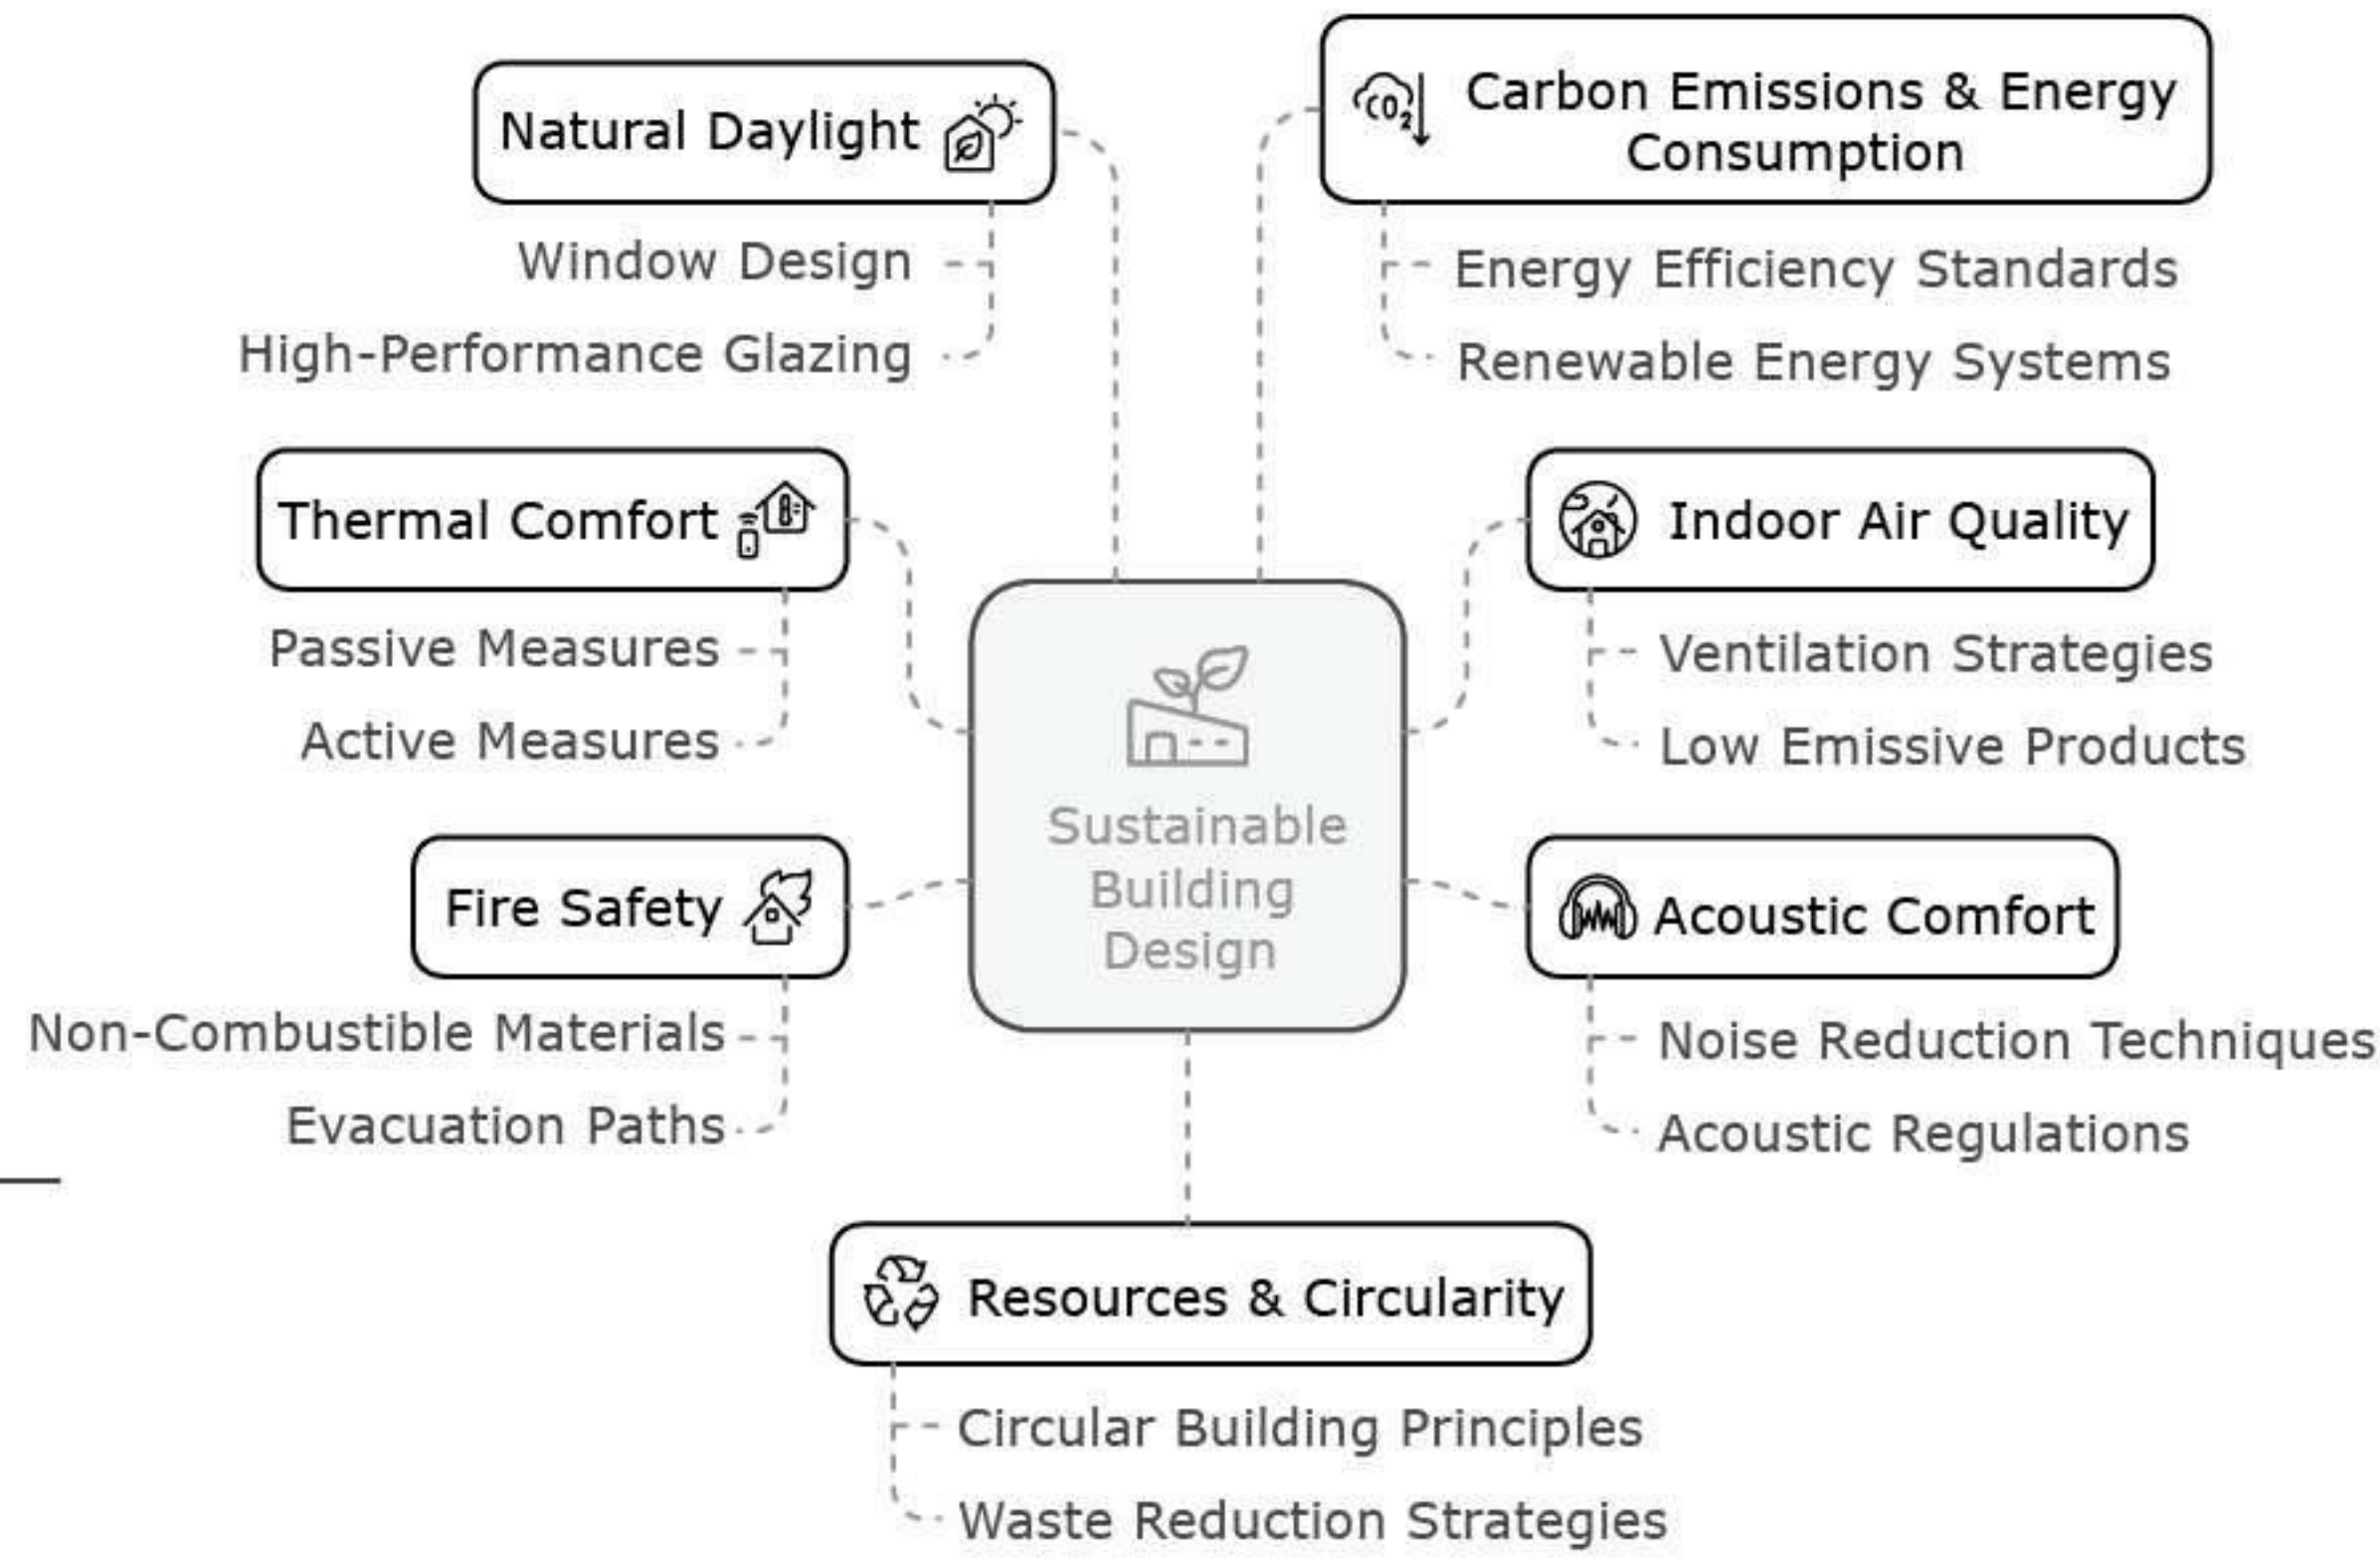 Natural Daylight
Window Design
High-Performance Glazing
CO2
Carbon Emissions & Energy
Consumption
Energy Efficiency Standards
Renewable Energy Systems
Thermal Comfort
Passive Measures
Active Measures
Indoor Air Quality
Ventilation Strategies
Low Emissive Products
Sustainable
Building
Design
Fire Safety
Non-Combustible Materials
Evacuation Paths
Acoustic Comfort
Noise Reduction Techniques
Acoustic Regulations
Resources & Circularity
Circular Building Principles
Waste Reduction Strategies